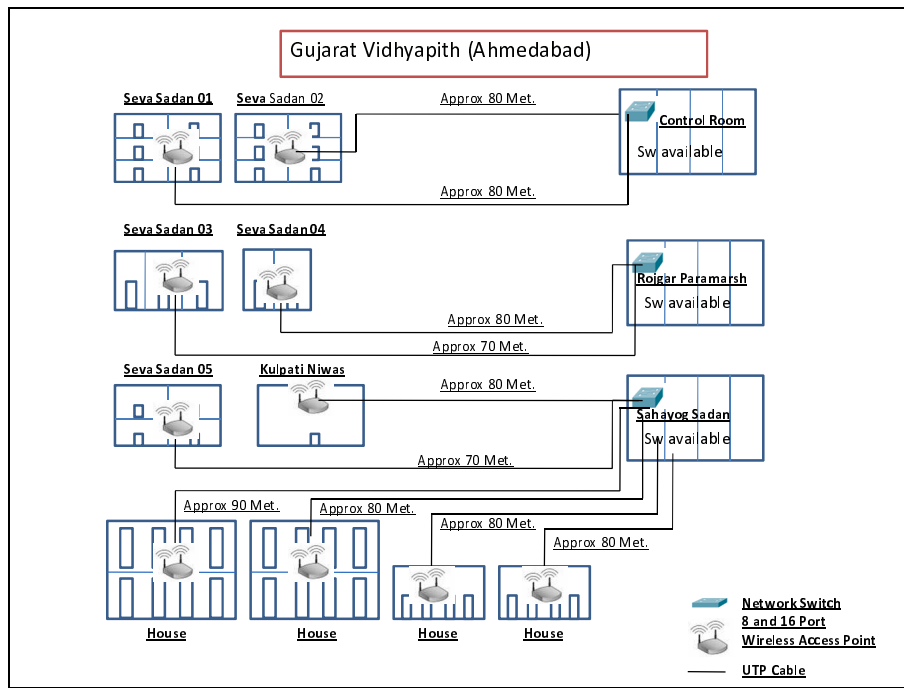 Gujarat Vidhyapith (Ahmedabad)
Seva Sadan 01
Seva Sadan 02
Approx 80 Met.
Control Room
Sw available
Approx 80 Met.
Seva Sadan 03
Seva Sadan 04
Rojgar Paramarsh
Sw available
Approx 80 Met.
Approx 70 Met.
Seva Sadan 05
Kulpati Niwas
Approx 80 Met.
Sahayog Sadan
Sw available
Approx 70 Met.
Approx 90 Met.
Approx 80 Met.
Approx 80 Met.
Approx 80 Met.
House
House
House
House
Network Switch
8 and 16 Port
Wireless Access Point
UTP Cable